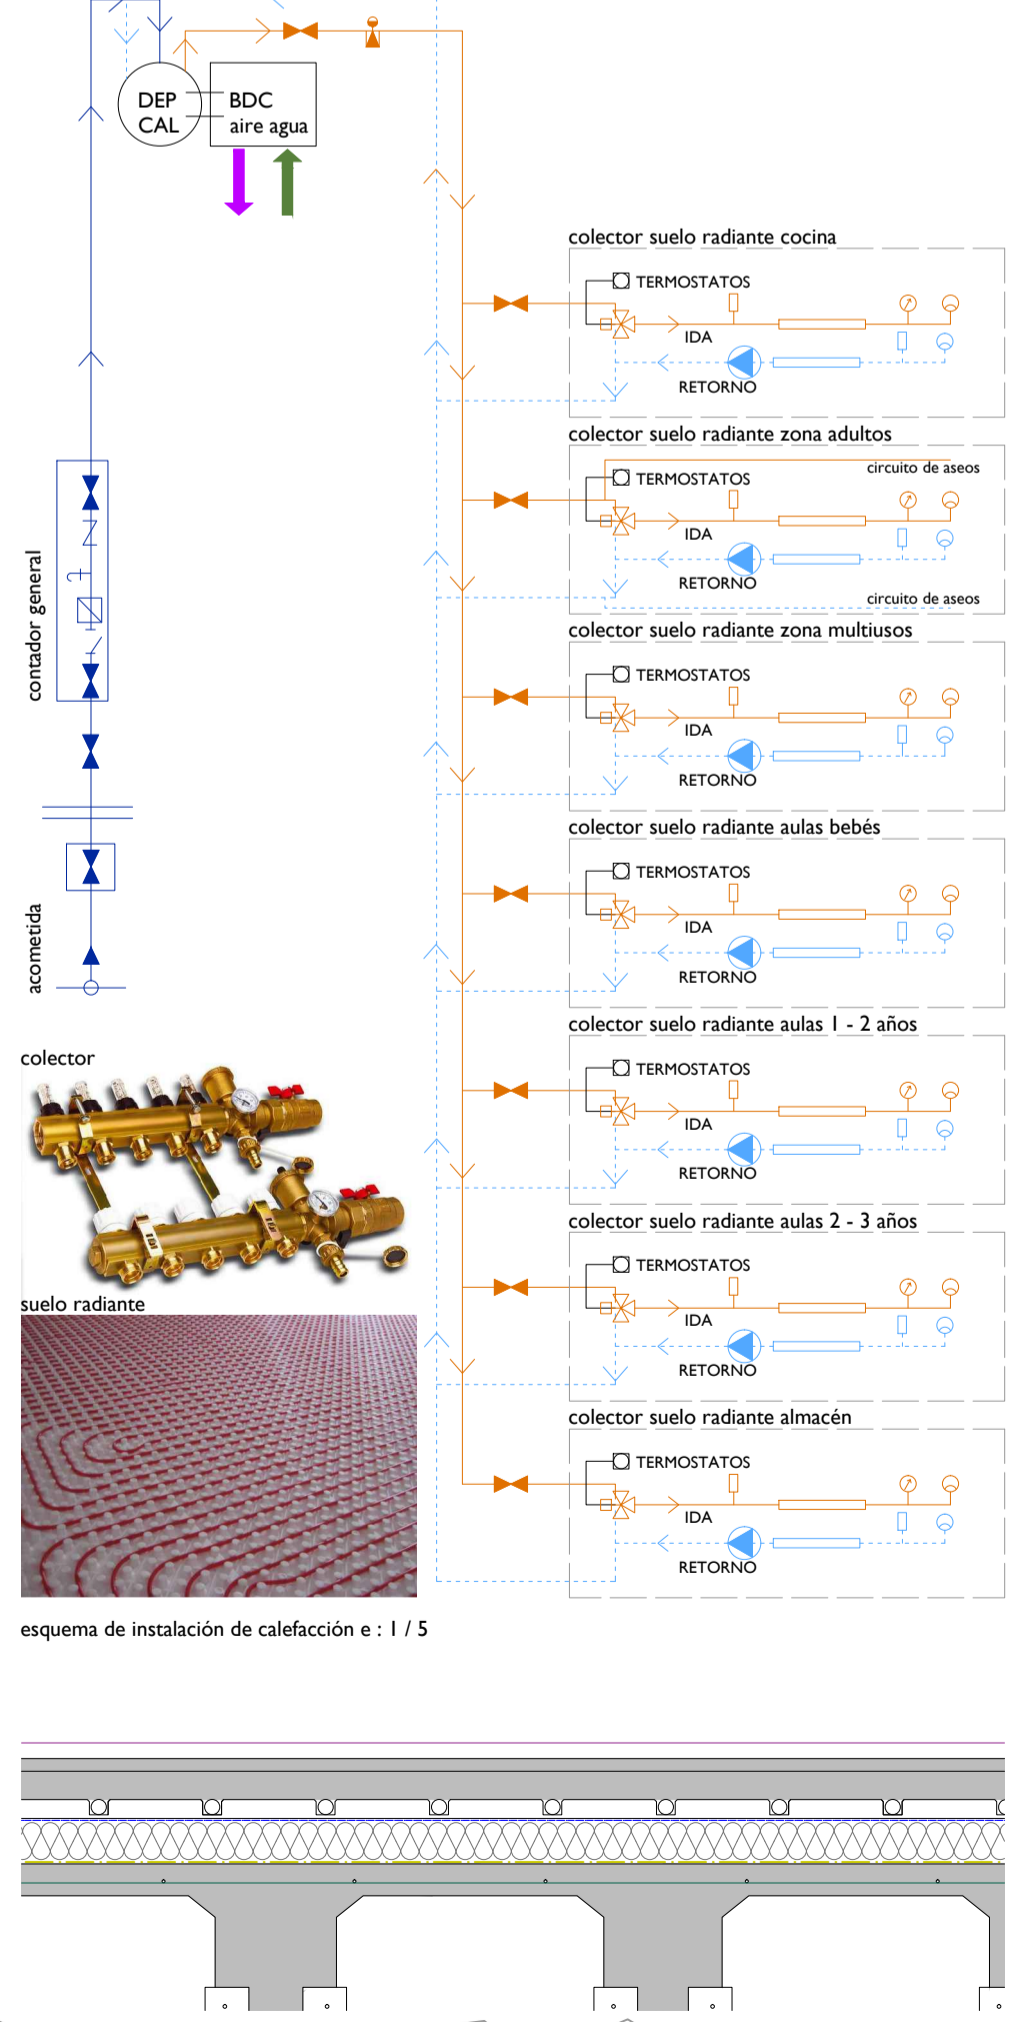 DEP
CAL
BDC
aire agua
colector suelo radiante cocina
TERMOSTATOS
IDA
RETORNO
colector suelo radiante zona adultos
circuito de aseos
TERMOSTATOS
IDA
RETORNO
circuito de aseos
colector suelo radiante zona multiusos
TERMOSTATOS
IDA
RETORNO
contador general
colector suelo radiante aulas bebés
TERMOSTATOS
IDA
RETORNO
acometida
colector suelo radiante aulas 1 - 2 años
TERMOSTATOS
IDA
RETORNO
colector
colector suelo radiante aulas 2 - 3 años
TERMOSTATOS
IDA
RETORNO
suelo radiante
colector suelo radiante almacén
TERMOSTATOS
IDA
RETORNO
esquema de instalación de calefacción e : 1 / 5